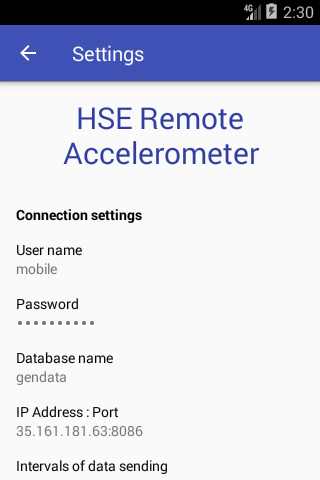 4G 2:30
Settings
HSE Remote
Accelerometer
Connection settings
User name
mobile
Password
••••••••••
Database name
gendata
IP Address : Port
35.161.181.63:8086
Intervals of data sending